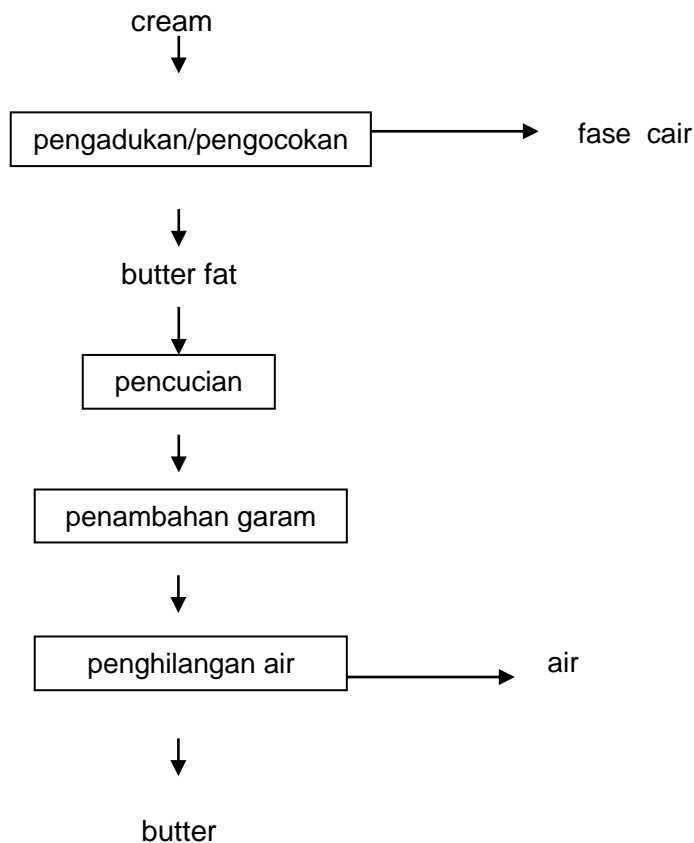 cream
pengadukan/pengocokan
fase cair
butter fat
pencucian
penambahan garam
penghilangan air
air
butter